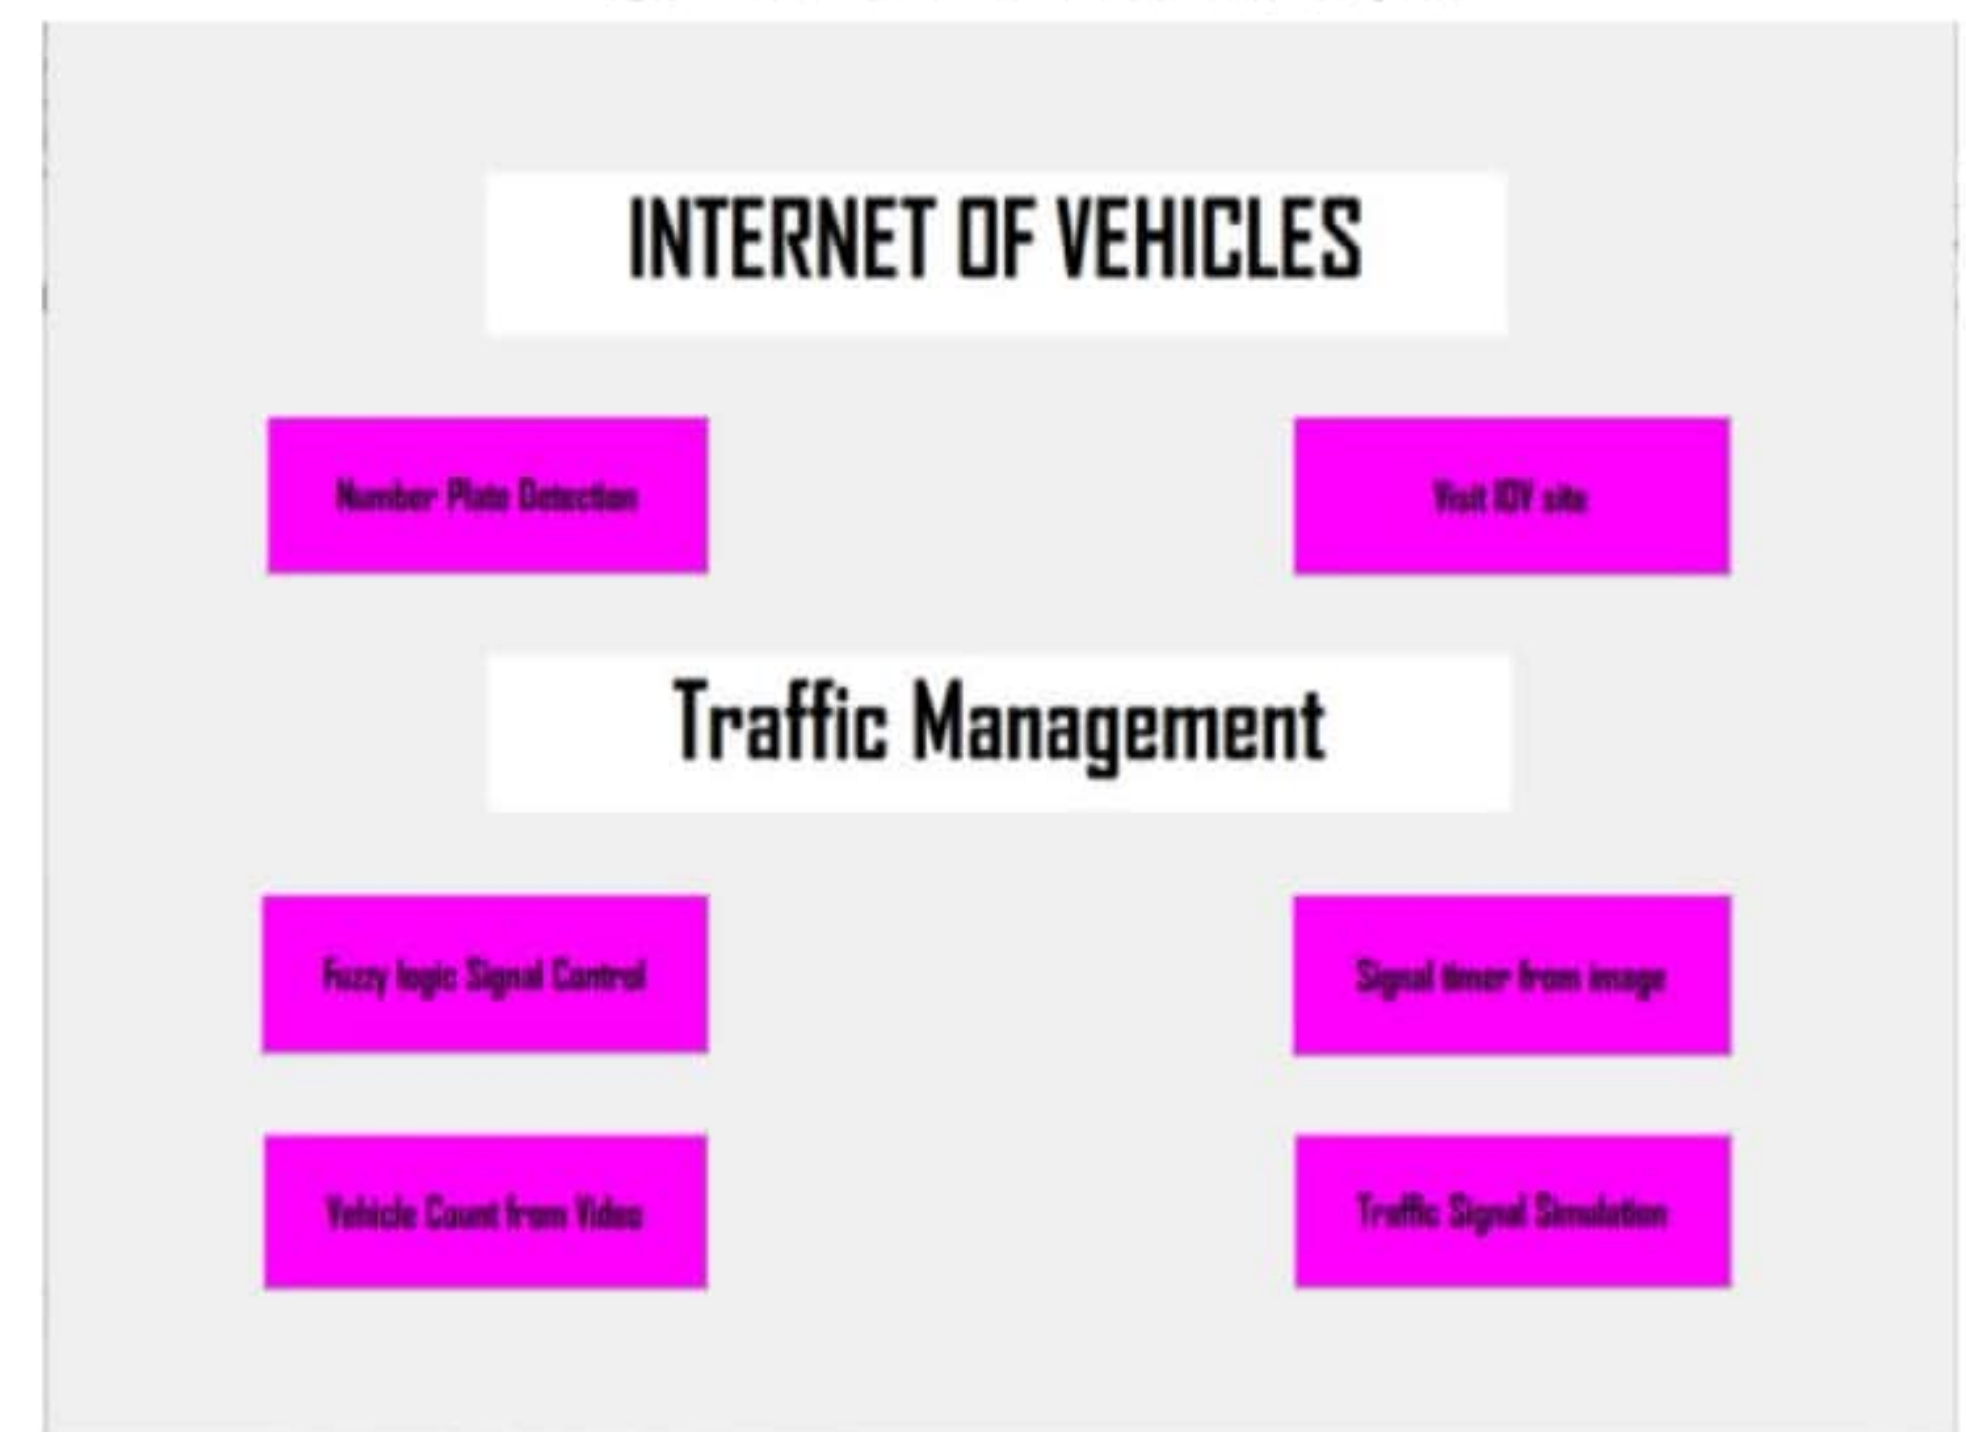 INTERNET OF VEHICLES
Number Plate Detection
Visit IOV site
Traffic Management
Fuzzy logic Signal Control
Signal timer from image
Vehicle Count from Video
Traffic Signal Simulation